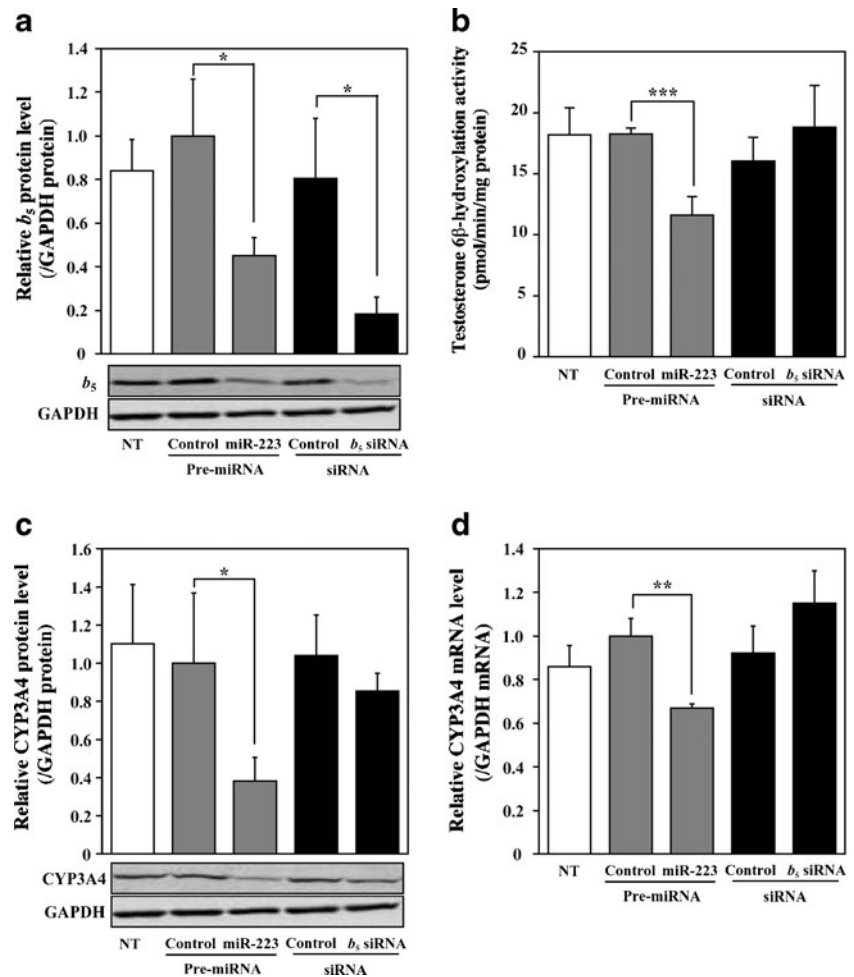 a
Relative b₅ protein level
(/GAPDH protein)
1.4
1.2
1.0
0.8
0.6
0.4
0.2
0
*
*
b₅
GAPDH
NT
Control miR-223
Control b₅ siRNA
Pre-miRNA
siRNA
b
Testosterone 6β-hydroxylation activity
(pmol/min/mg protein)
25
20
15
10
5
0
***
NT
Control miR-223
Control b₅ siRNA
Pre-miRNA
siRNA
c
Relative CYP3A4 protein level
(/GAPDH protein)
1.6
1.4
1.2
1.0
0.8
0.6
0.4
0.2
0
*
CYP3A4
GAPDH
NT
Control miR-223
Control b₅ siRNA
Pre-miRNA
siRNA
d
Relative CYP3A4 mRNA level
(/GAPDH mRNA)
1.4
1.2
1.0
0.8
0.6
0.4
0.2
0
**
NT
Control miR-223
Control b₅ siRNA
Pre-miRNA
siRNA